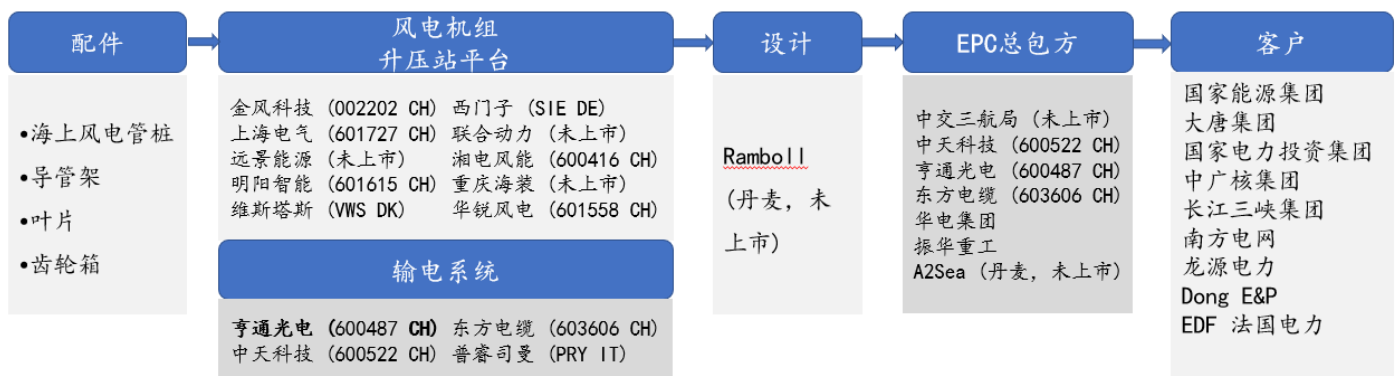 配件
•海上风电管桩
•导管架
•叶片
•齿轮箱
风电机组
升压站平台
金风科技 (002202 CH) 西门子 (SIE DE)
上海电气 (601727 CH) 联合动力 (未上市)
远景能源 (未上市) 湘电风能 (600416 CH)
明阳智能 (601615 CH) 重庆海装 (未上市)
维斯塔斯 (VWS DK) 华锐风电 (601558 CH)
输电系统
亨通光电 (600487 CH) 东方电缆 (603606 CH)
中天科技 (600522 CH) 普睿司曼 (PRY IT)
设计
Ramboll
(丹麦, 未
上市)
EPC总包方
中交三航局 (未上市)
中天科技 (600522 CH)
亨通光电 (600487 CH)
东方电缆 (603606 CH)
华电集团
振华重工
A2Sea (丹麦, 未上市)
客户
国家能源集团
大唐集团
国家电力投资集团
中广核集团
长江三峡集团
南方电网
龙源电力
Dong E&P
EDF 法国电力